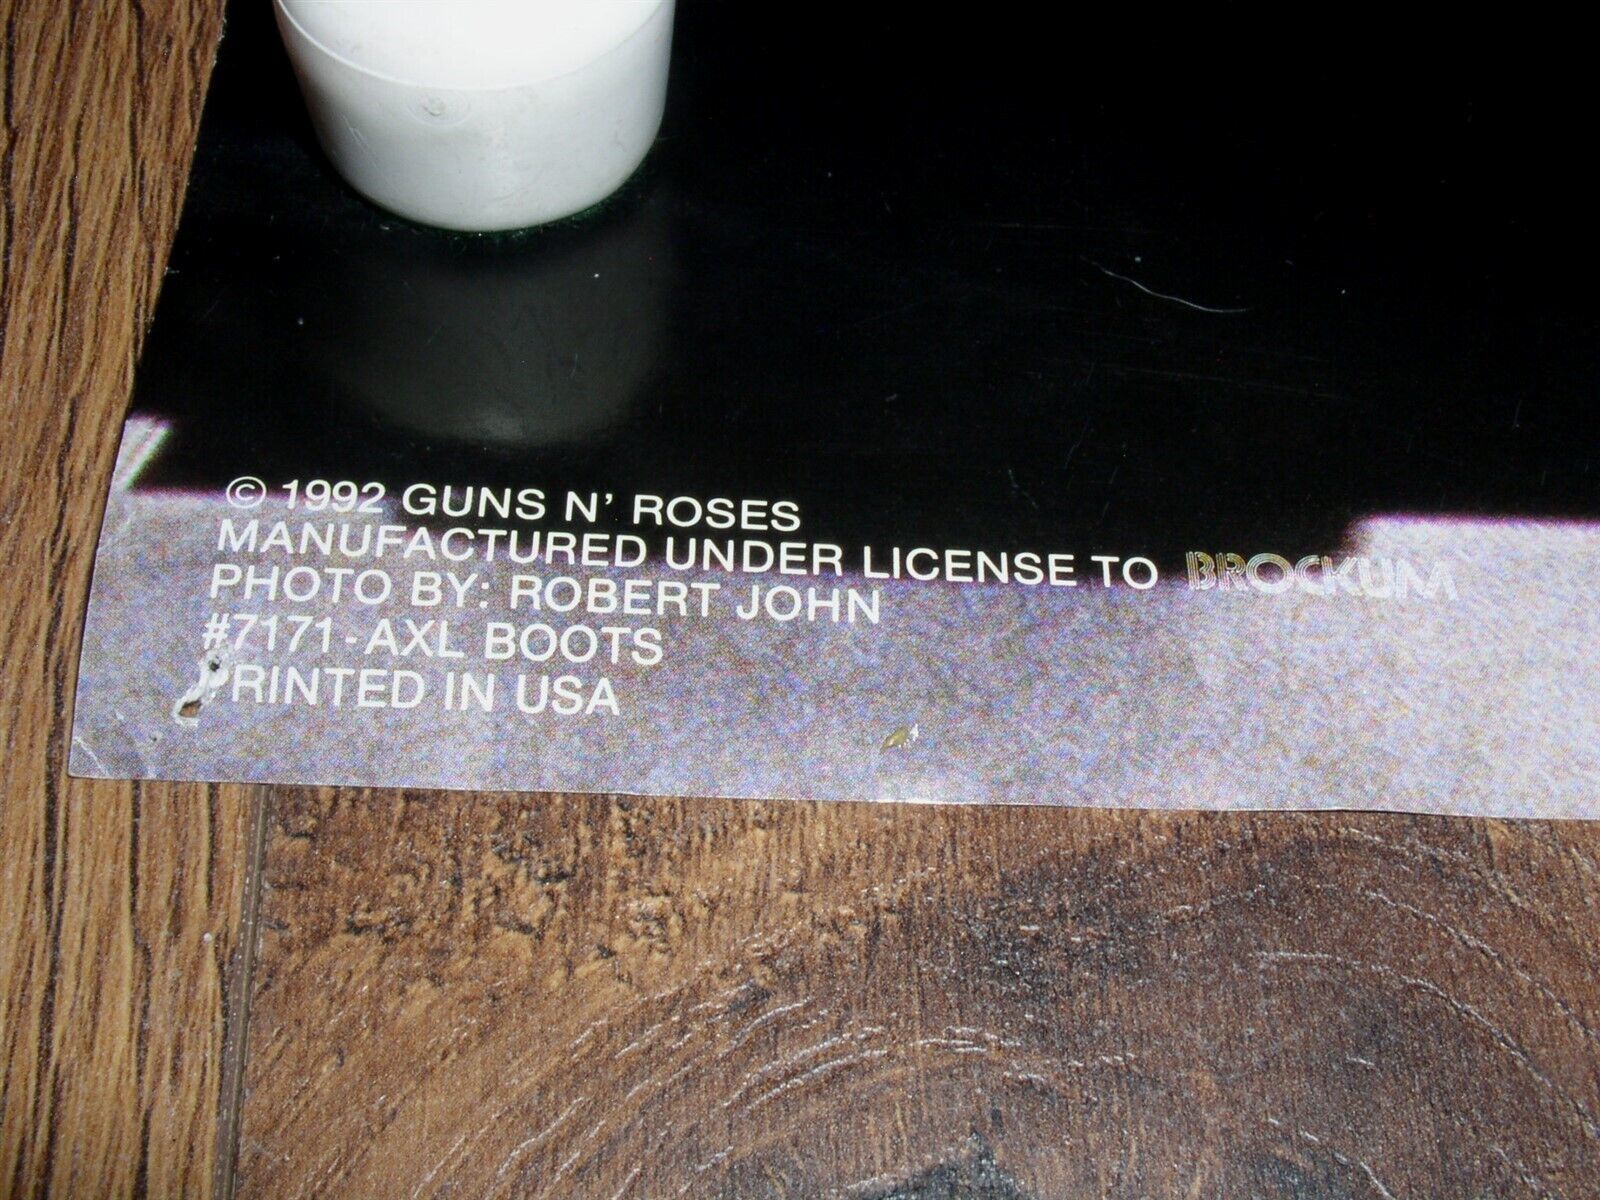 © 1992 GUNS N' ROSES
MANUFACTURED UNDER LICENSE TO BROCKUM
PHOTO BY: ROBERT JOHN
#7171-AXL BOOTS
PRINTED IN USA